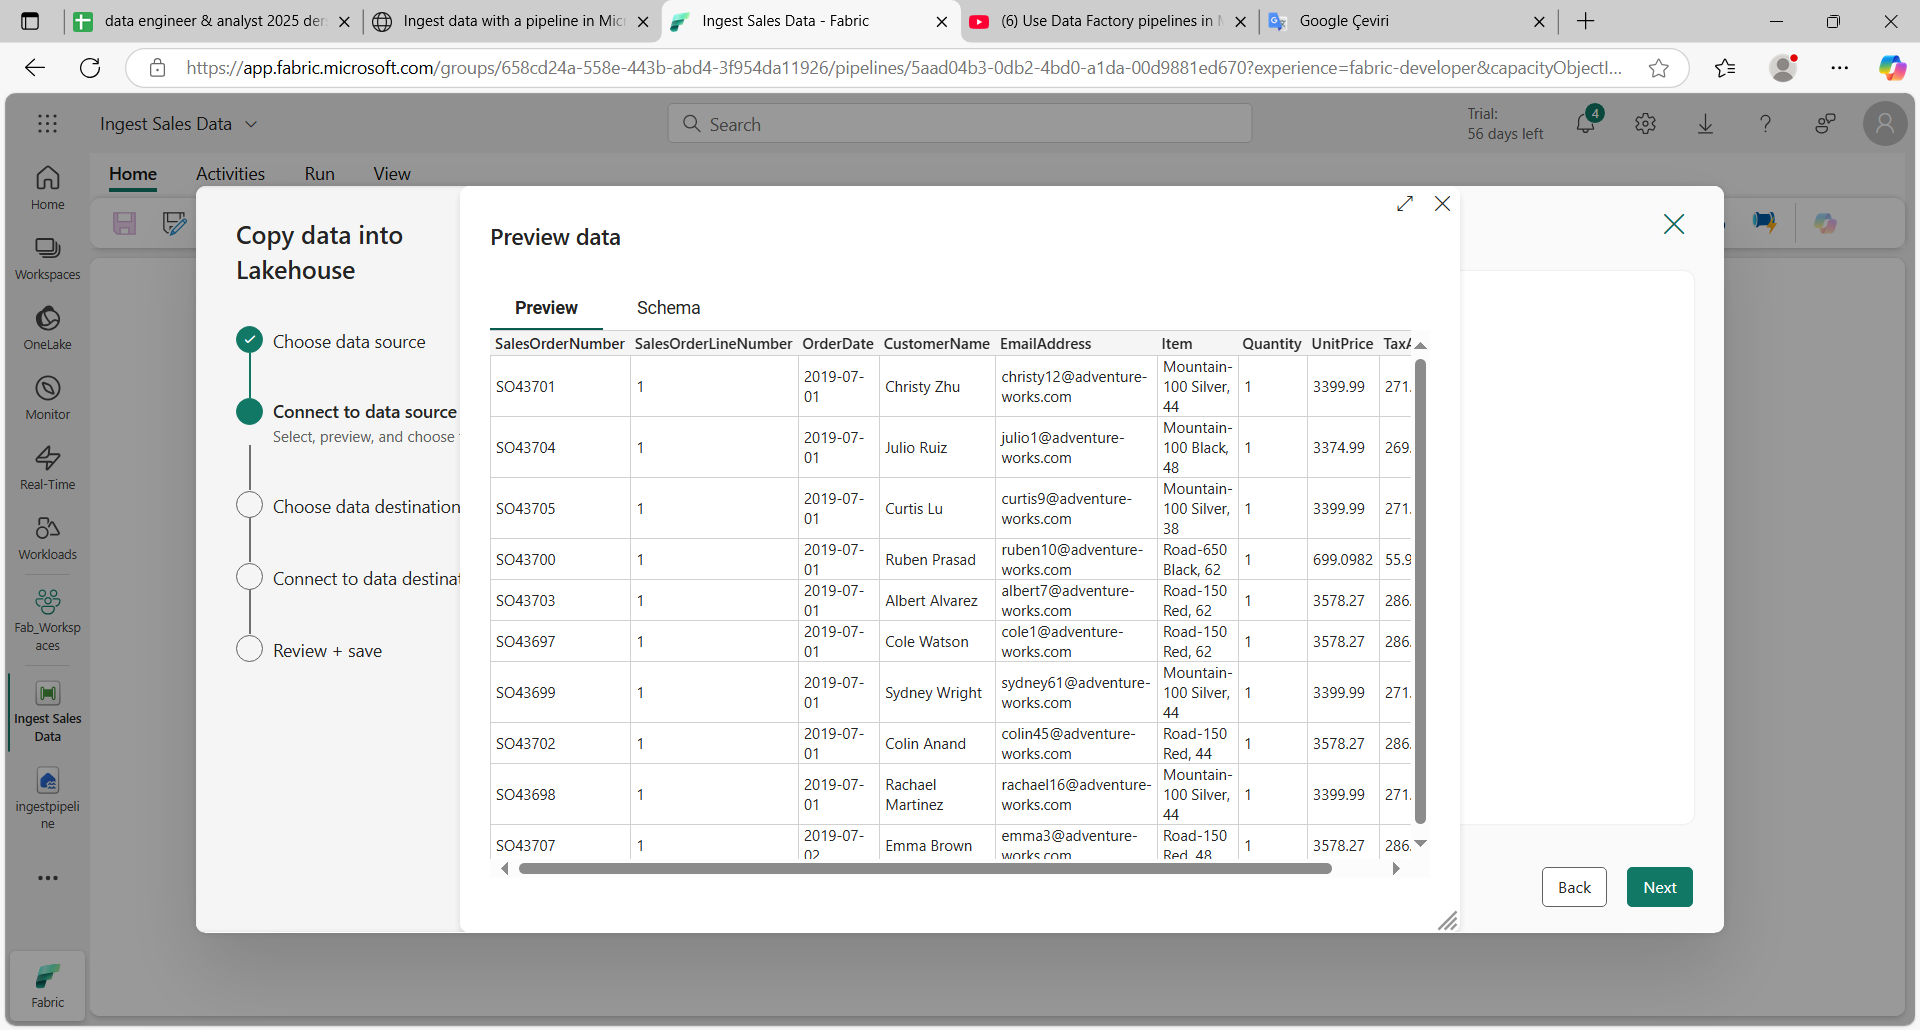 data engineer & analyst 2025 der
Ingest data with a pipeline in Micr
Ingest Sales Data - Fabric
(6) Use Data Factory pipelines in M
Google Çeviri
https://app.fabric.microsoft.com/groups/658cd24a-558e-443b-abd4-3f954da11926/pipelines/5aad04b3-0db2-4bd0-a1da-00d9881ed670?experience=fabric-developer&capacityObjectI...
Ingest Sales Data
Search
Trial:
56 days left
4
Home Activities Run View
Home
Workspaces
OneLake
Monitor
Real-Time
Workloads
Fab_Worksp
aces
Ingest Sales
Data
ingestpipeli
ne
Fabric
Copy data into
Lakehouse
Choose data source
Connect to data source
Select, preview, and choose
Choose data destination
Connect to data destinat
Review + save
Preview data
Preview Schema
SalesOrderNumber SalesOrderLineNumber OrderDate CustomerName EmailAddress Item Quantity UnitPrice TaxA
SO43701 1 2019-07-01 Christy Zhu christy12@adventure-works.com Mountain-100 Silver, 44 1 3399.99 271.
SO43704 1 2019-07-01 Julio Ruiz julio1@adventure-works.com Mountain-100 Black, 48 1 3374.99 269.
SO43705 1 2019-07-01 Curtis Lu curtis9@adventure-works.com Mountain-100 Silver, 38 1 3399.99 271.
SO43700 1 2019-07-01 Ruben Prasad ruben10@adventure-works.com Road-650 Black, 62 1 699.0982 55.9
SO43703 1 2019-07-01 Albert Alvarez albert7@adventure-works.com Road-150 Red, 62 1 3578.27 286.
SO43697 1 2019-07-01 Cole Watson cole1@adventure-works.com Road-150 Red, 62 1 3578.27 286.
SO43699 1 2019-07-01 Sydney Wright sydney61@adventure-works.com Mountain-100 Silver, 44 1 3399.99 271.
SO43702 1 2019-07-01 Colin Anand colin45@adventure-works.com Road-150 Red, 44 1 3578.27 286.
SO43698 1 2019-07-01 Rachael Martinez rachael16@adventure-works.com Mountain-100 Silver, 44 1 3399.99 271.
SO43707 1 2019-07-02 Emma Brown emma3@adventure-works.com Road-150 Red, 48 1 3578.27 286.
Back
Next